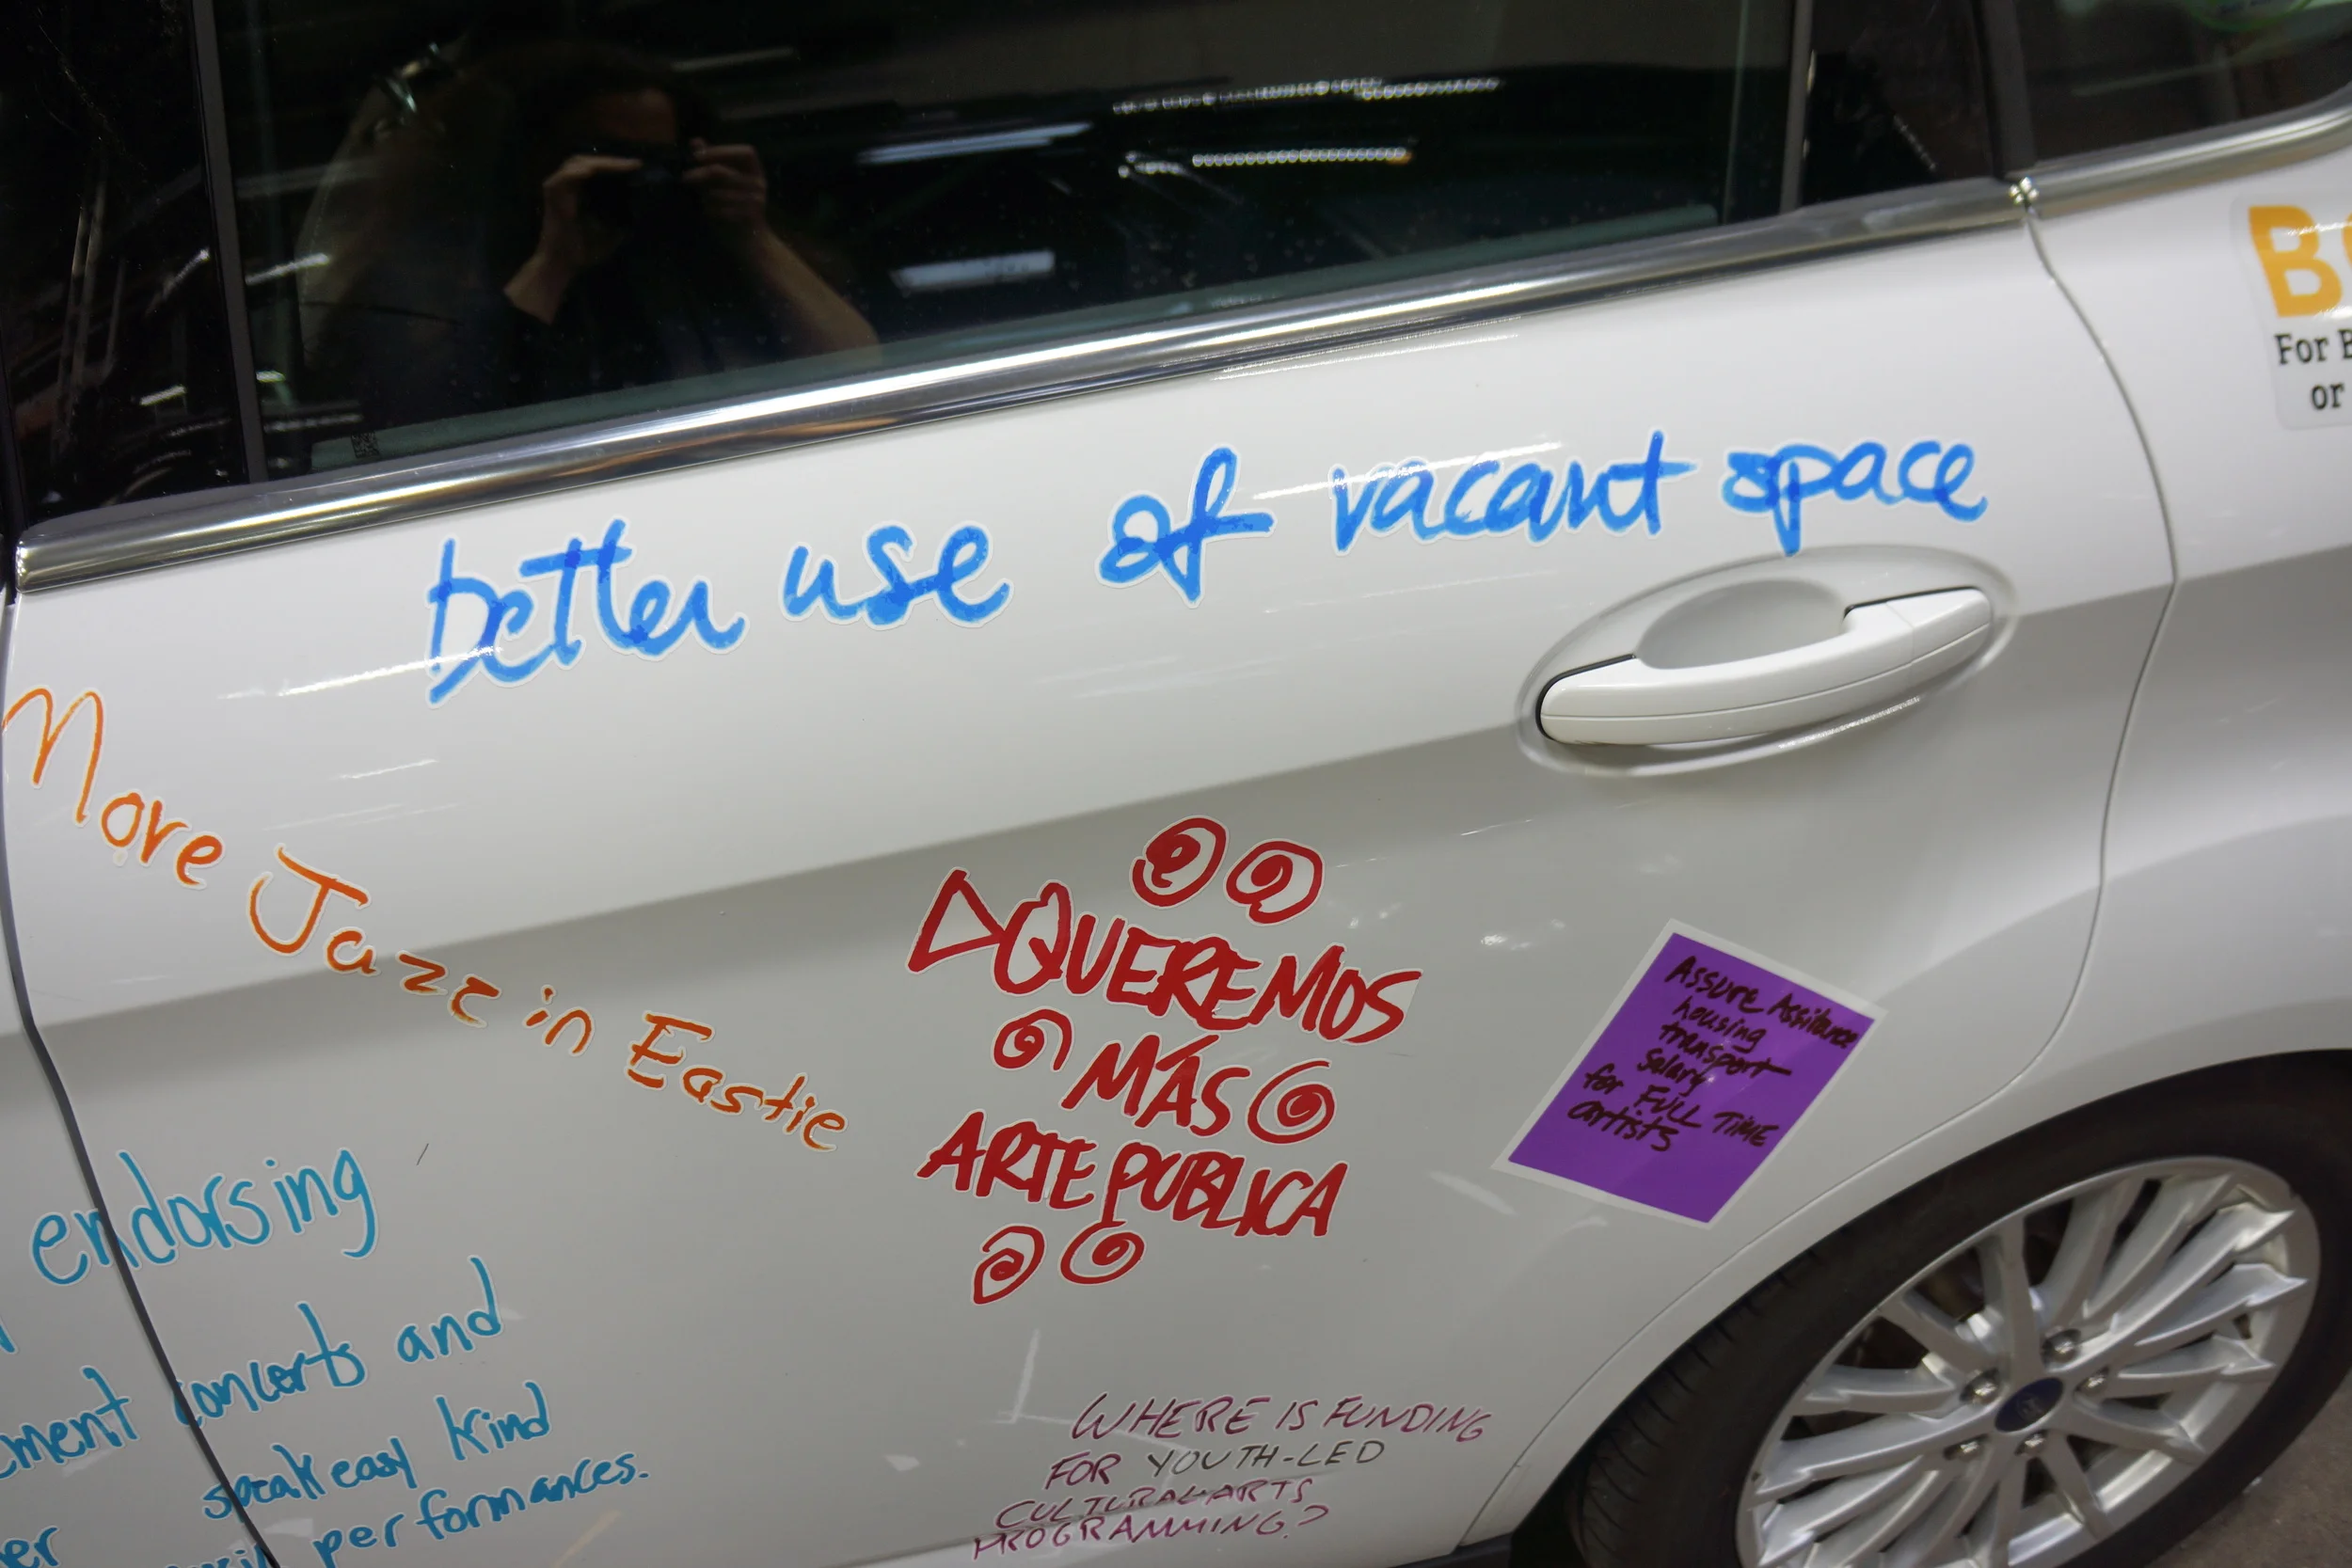 better use of vacant space
More Jazz in Eastie
QUEREMOS
MÁS
ARTE PÚBLICA
Assure Assitance
housing
transport
Salary
for FULL TIME
artists
endorsing
concerts and
speakeasy kind
performances.
WHERE IS FUNDING
FOR YOUTH-LED
CULTURAL ARTS
PROGRAMMING?
For
or